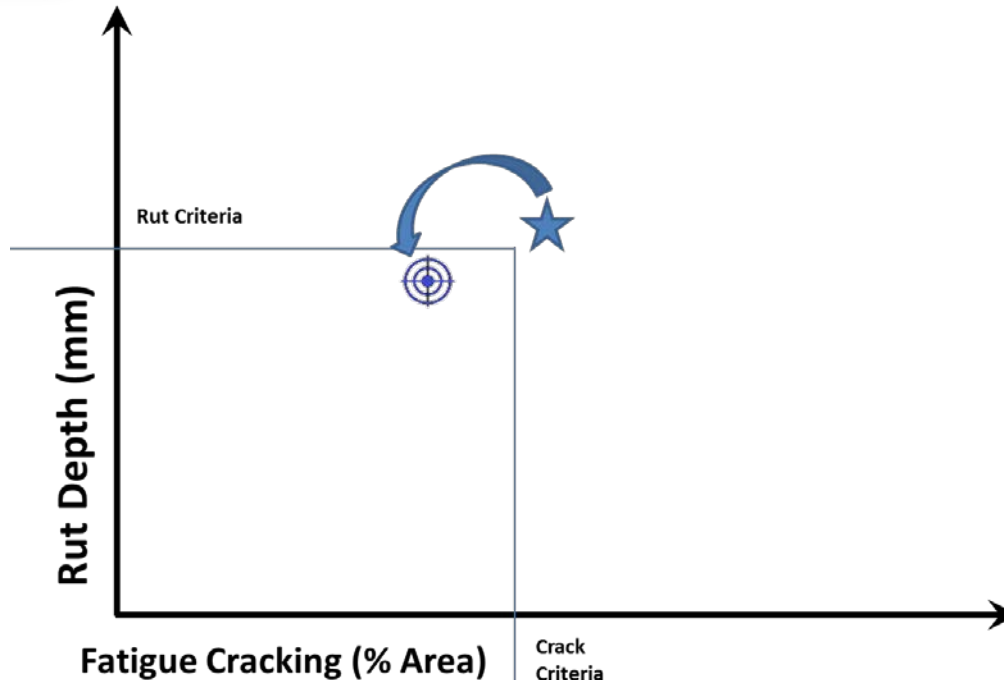 Rut Criteria
Rut Depth (mm)
Fatigue Cracking (% Area)
Crack
Criteria